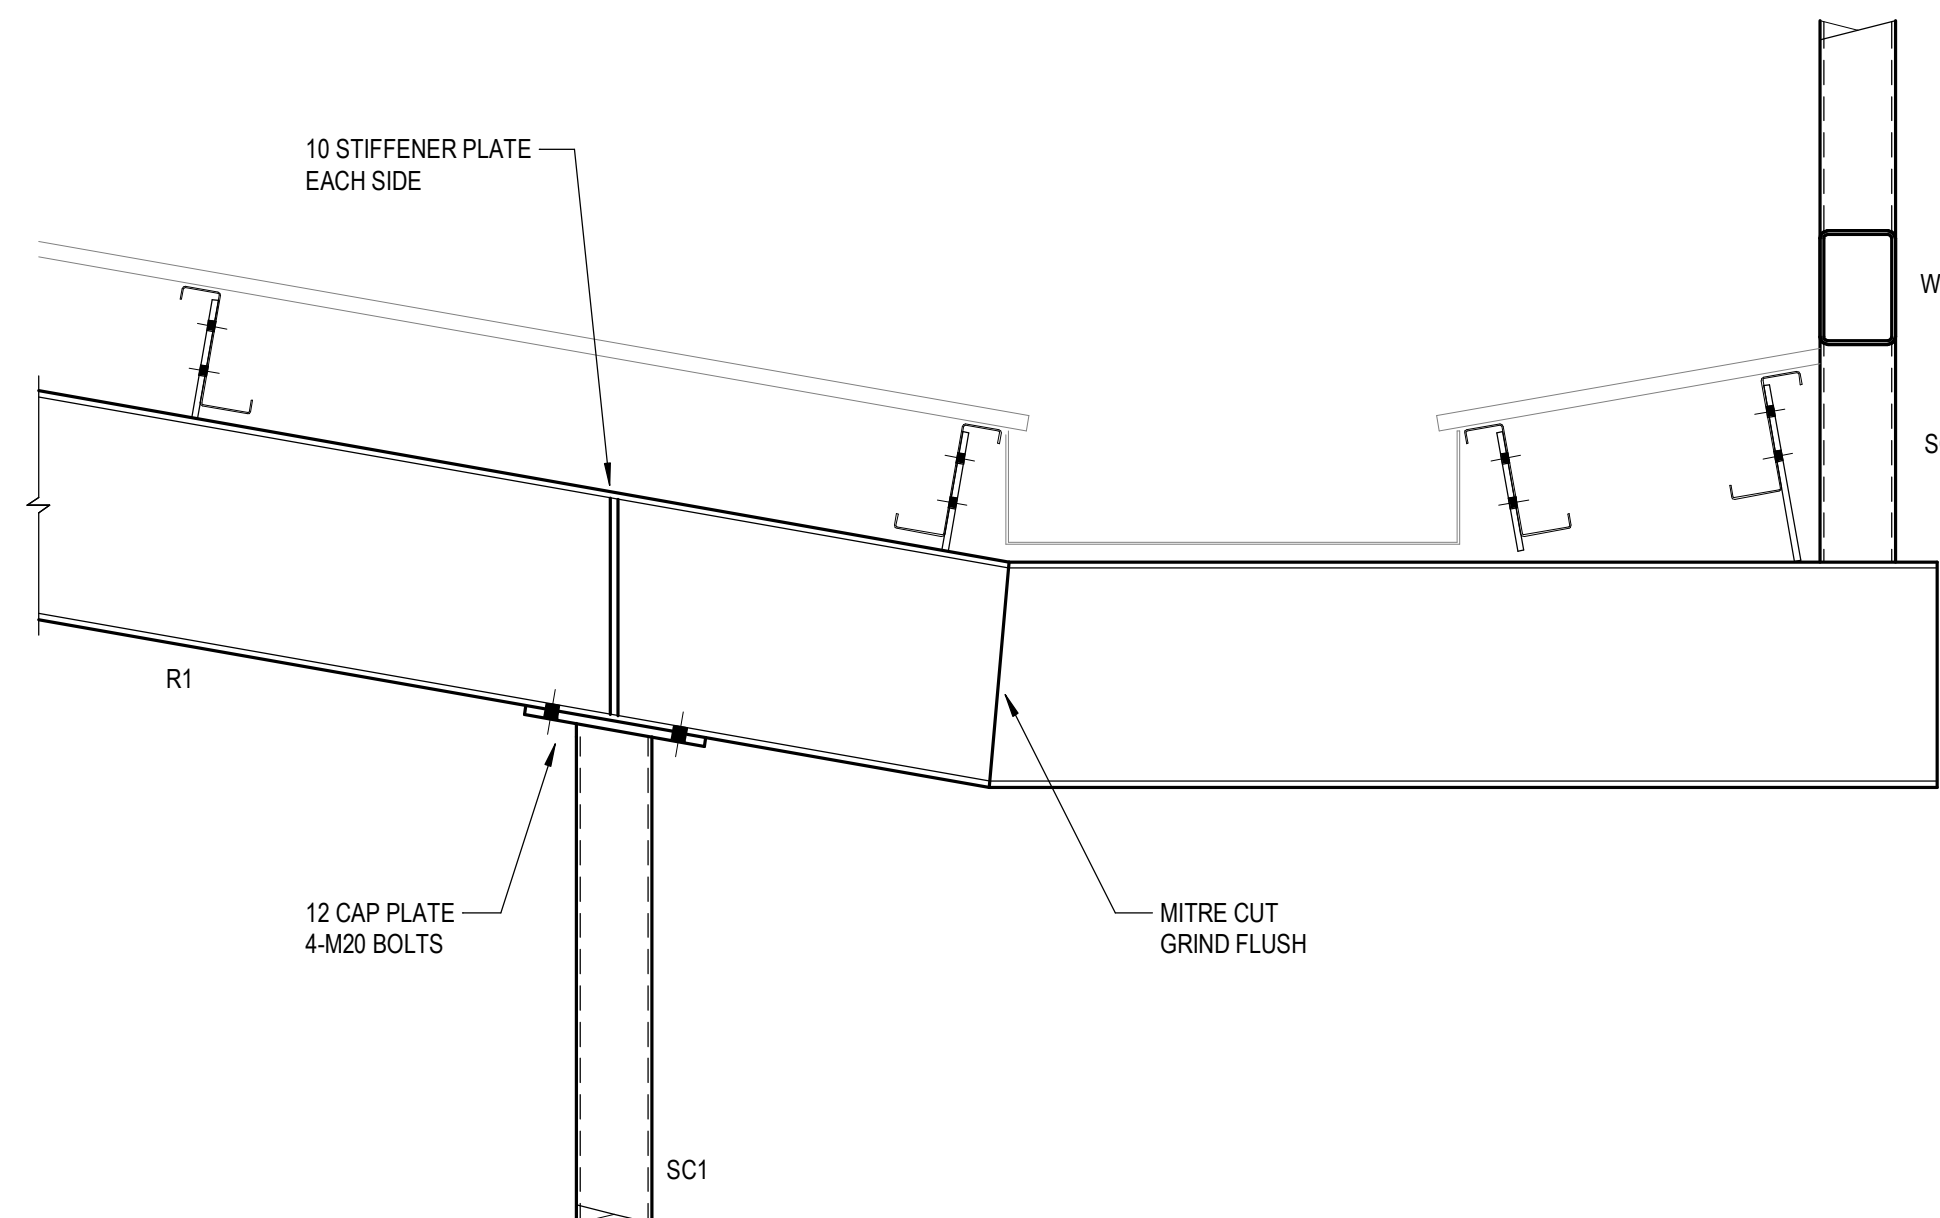 10 STIFFENER PLATE
EACH SIDE
W
S
R1
12 CAP PLATE
4-M20 BOLTS
MITRE CUT
GRIND FLUSH
SC1